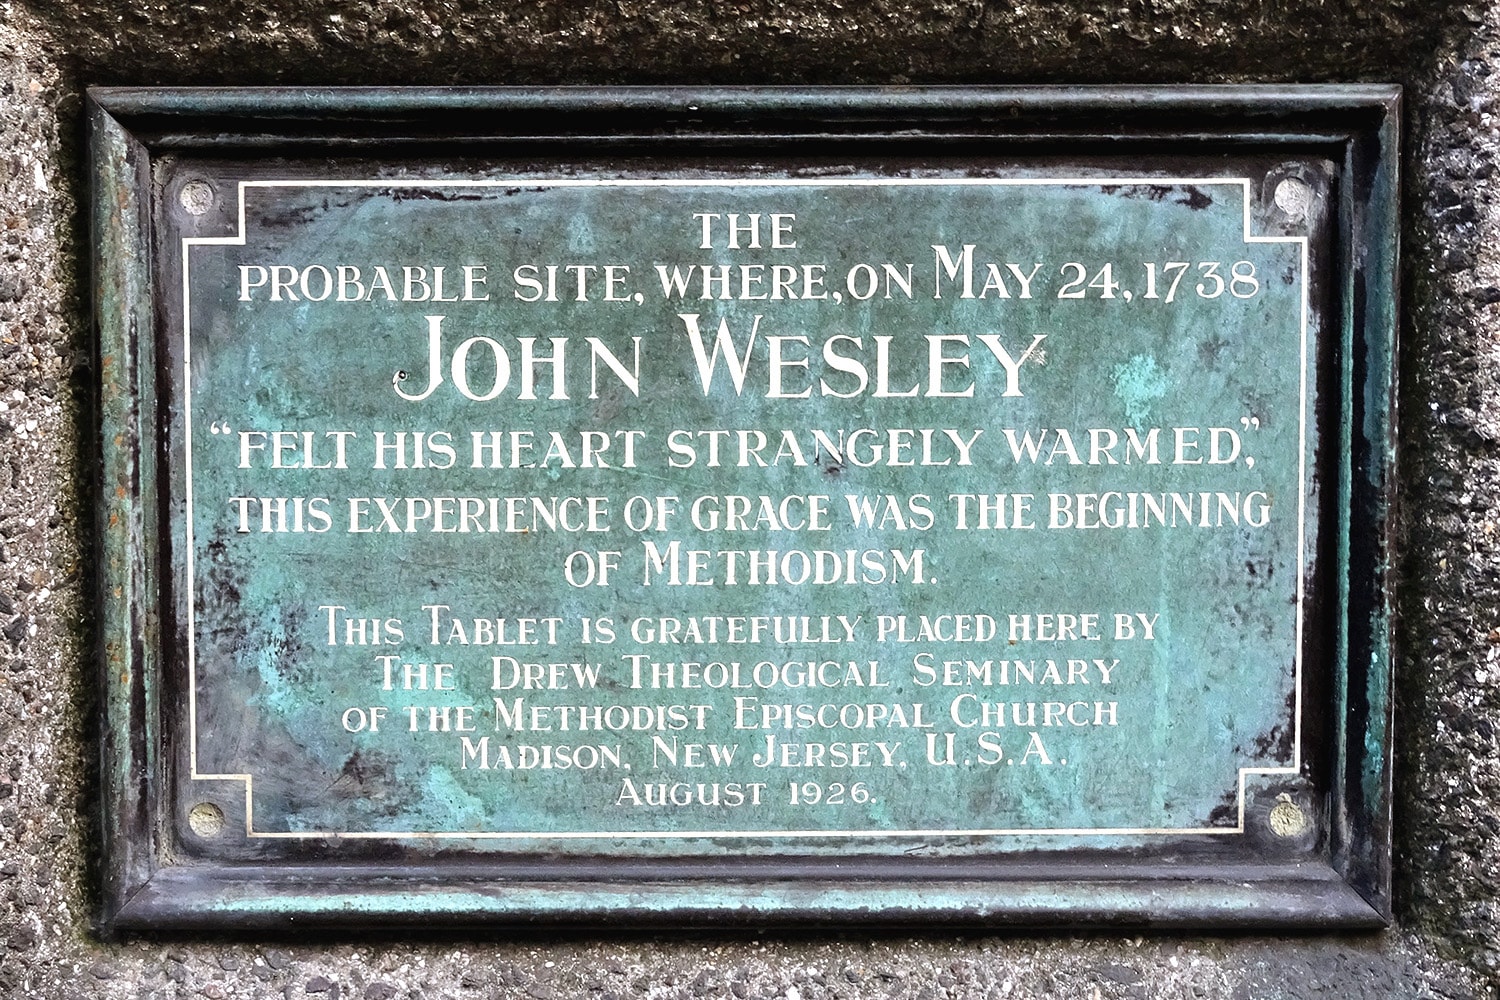 THE
PROBABLE SITE, WHERE, ON MAY 24, 1738
JOHN WESLEY
“FELT HIS HEART STRANGELY WARMED,”
THIS EXPERIENCE OF GRACE WAS THE BEGINNING
OF METHODISM.
THIS TABLET IS GRATEFULLY PLACED HERE BY
THE DREW THEOLOGICAL SEMINARY
OF THE METHODIST EPISCOPAL CHURCH
MADISON, NEW JERSEY, U.S.A.
AUGUST 1926.